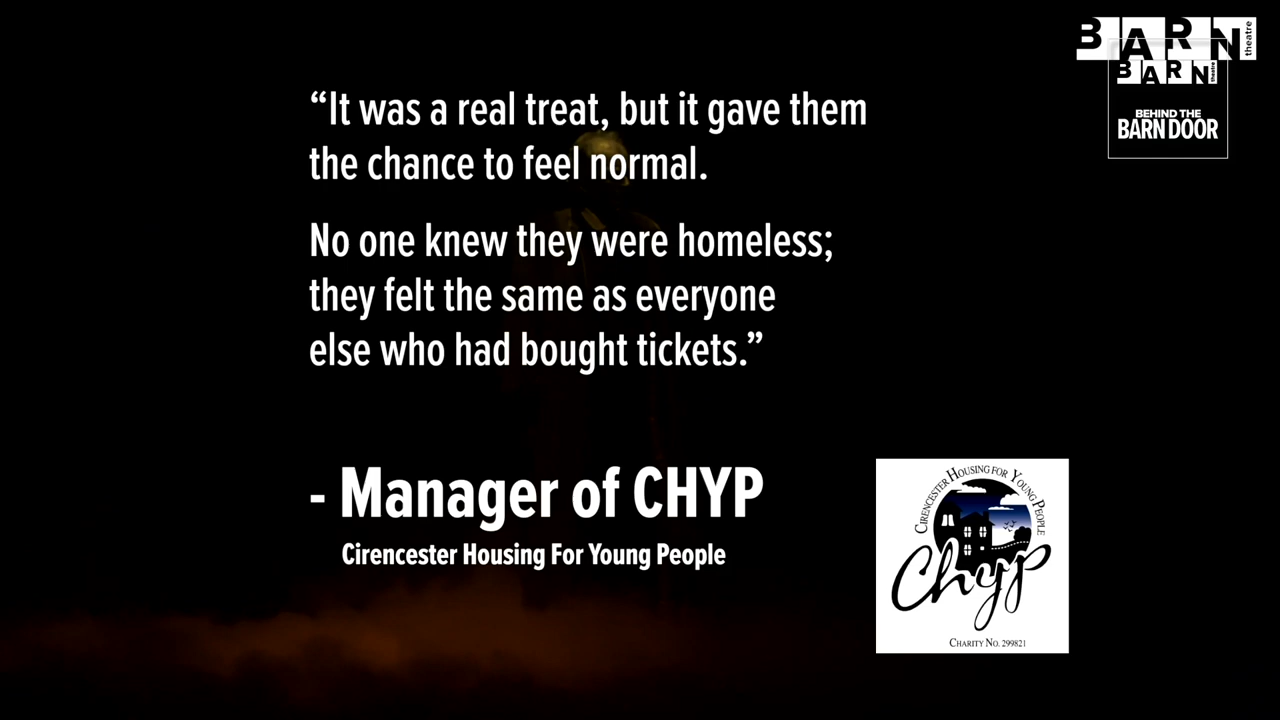 BARN theatre
BARN theatre
BEHIND THE
BARN DOOR
“It was a real treat, but it gave them
the chance to feel normal.
No one knew they were homeless;
they felt the same as everyone
else who had bought tickets.”
- Manager of CHYP
Cirencester Housing For Young People
CIRENCESTER HOUSING FOR YOUNG PEOPLE
Chyp
CHARITY NO. 299821